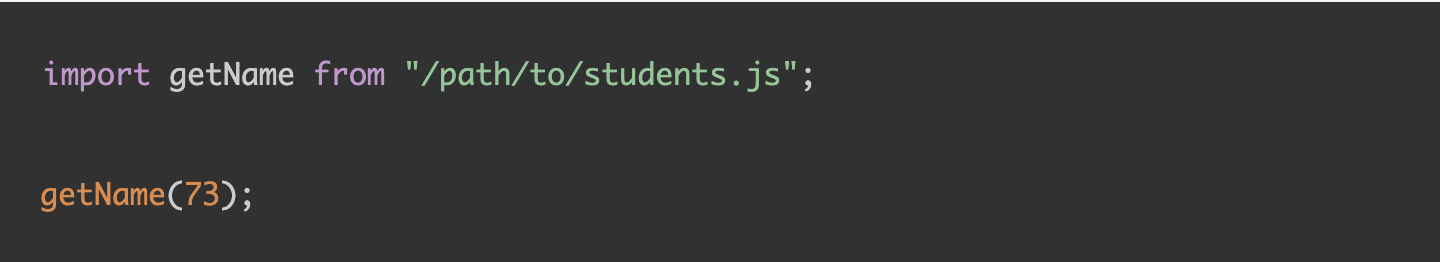 import getName from "/path/to/students.js";
getName(73);